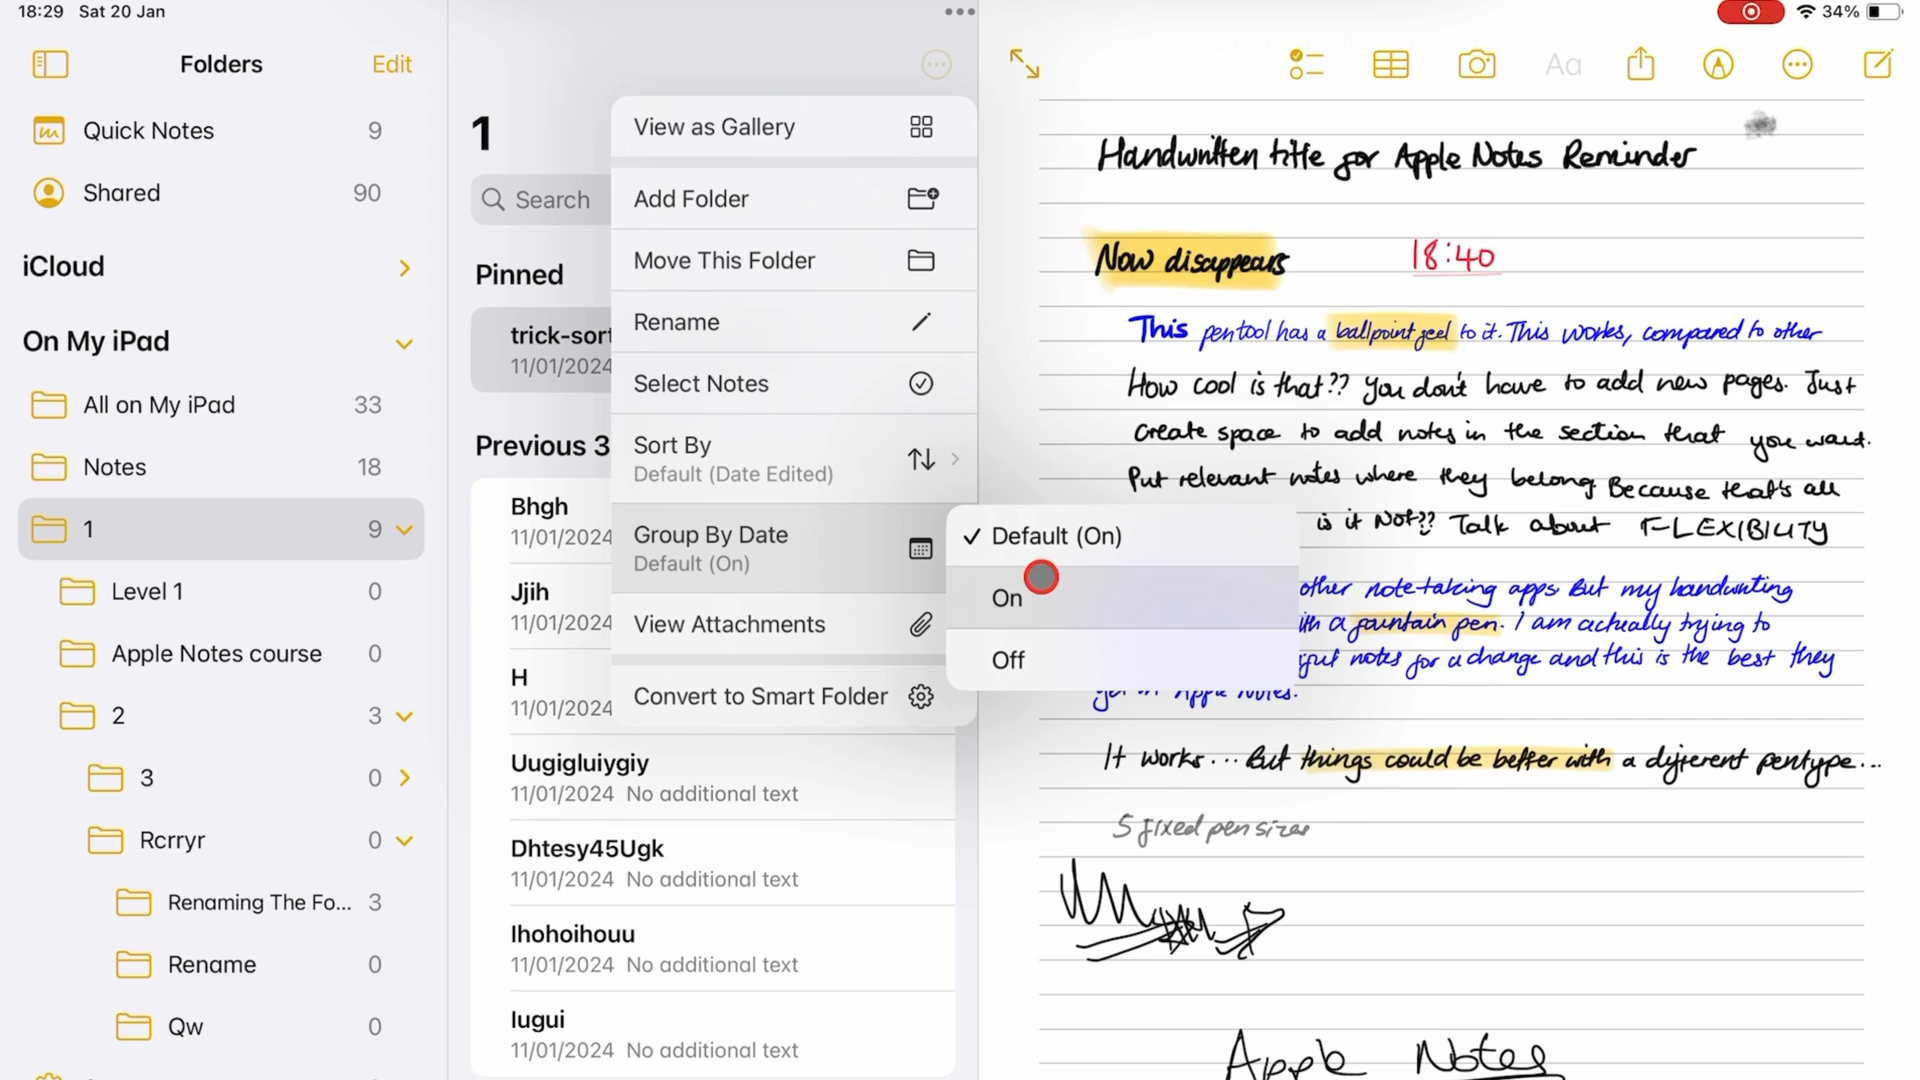 18:29 Sat 20 Jan
34%
Folders
Edit
Quick Notes 9
Shared 90
iCloud
On My iPad
All on My iPad 33
Notes 18
1 9
Level 1 0
Apple Notes course 0
2 3
3 0
Rcrryr 0
Renaming The Fo... 3
Rename 0
Qw 0
1
Search
Pinned
trick-sort
11/01/2024
Previous 3
Bhgh
11/01/2024
Jjih
11/01/2024
H
11/01/2024
Uugigluiygiy
11/01/2024 No additional text
Dhtesy45Ugk
11/01/2024 No additional text
Ihohoihouu
11/01/2024 No additional text
11/01/2024 No additional text
View as Gallery
Add Folder
Move This Folder
Rename
Select Notes
Sort By
Default (Date Edited)
Group By Date
Default (On)
View Attachments
Convert to Smart Folder
Default (On)
On
Off
Aa
Handwritten title for Apple Notes Reminder
Now disappears 18:40
This pen tool has a ballpoint feel to it. This works, compared to other
How cool is that?? You don't have to add new pages. Just
create space to add notes in the section that you want.
Put relevant notes where they belong. Because that's all
is it Not?? Talk about FLEXIBILITY
other note-taking apps. But my handwriting
ith a fountain pen. I am actually trying to
iful notes for a change and this is the best they
get in Apple Notes.
It works... But things could be better with a different pentype...
5 fixed pen sizes
Apple Notes